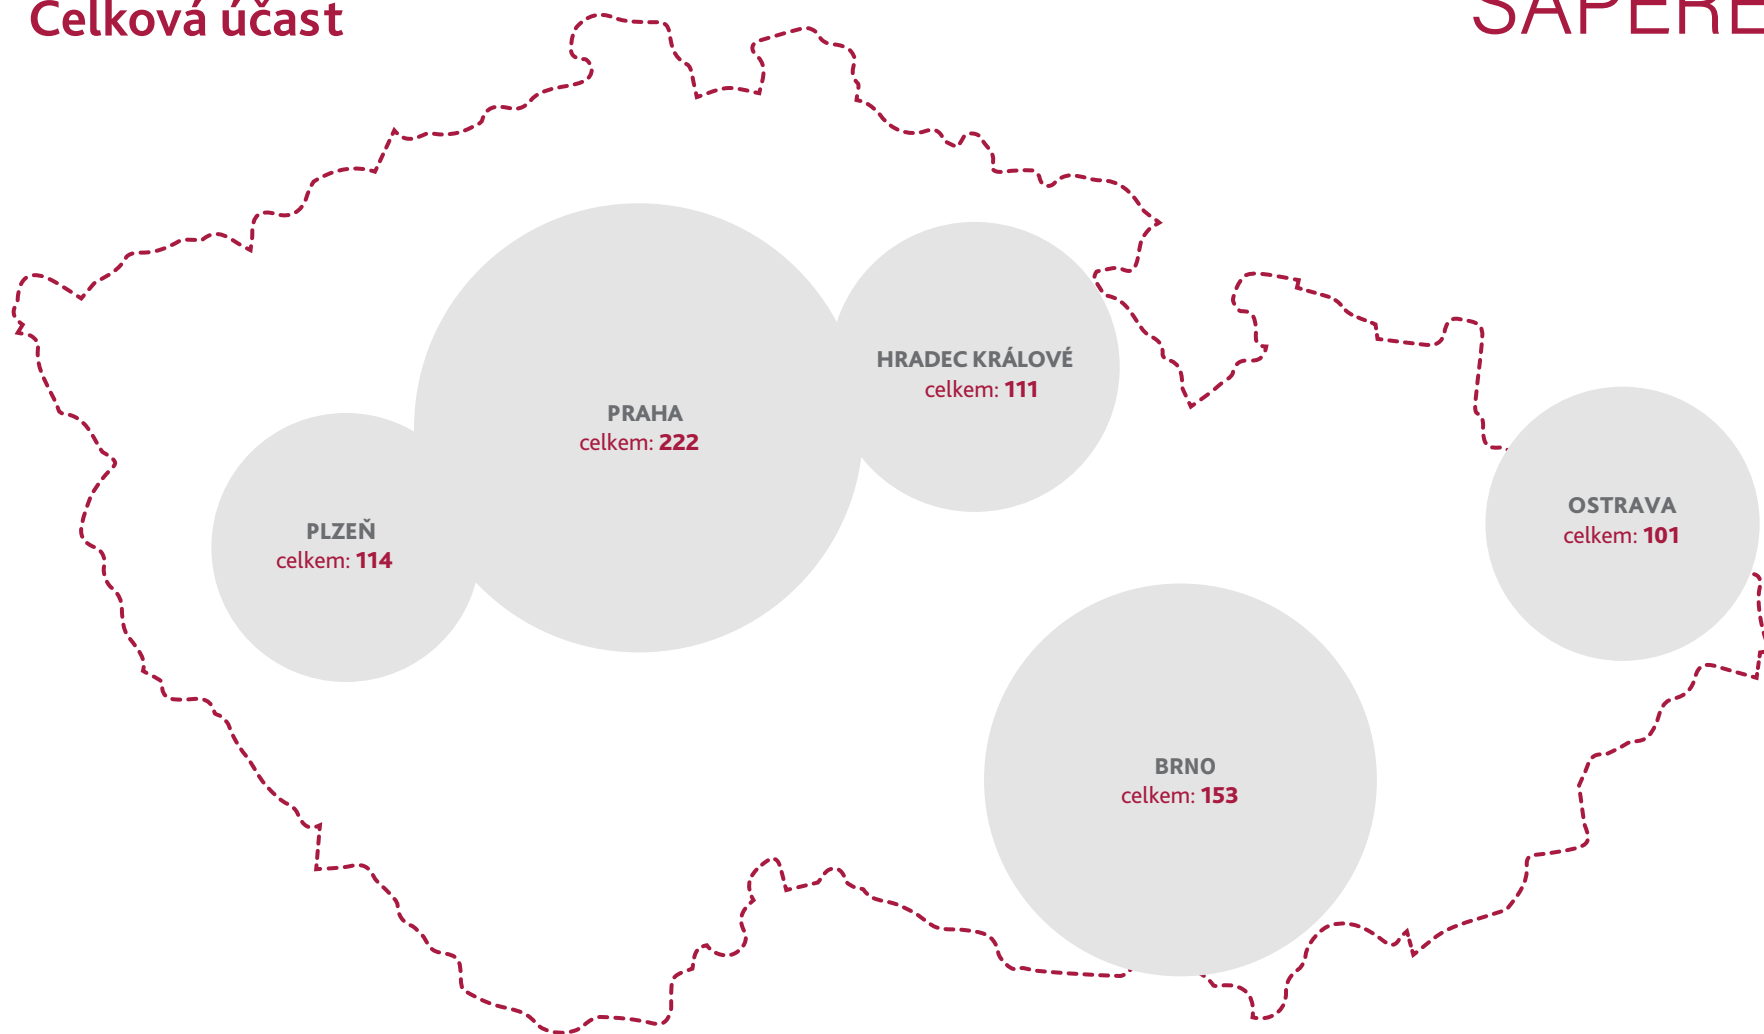 Celková účast
SAPERE
HRADEC KRÁLOVÉ
celkem: 111
PRAHA
celkem: 222
OSTRAVA
celkem: 101
PLZEŇ
celkem: 114
BRNO
celkem: 153